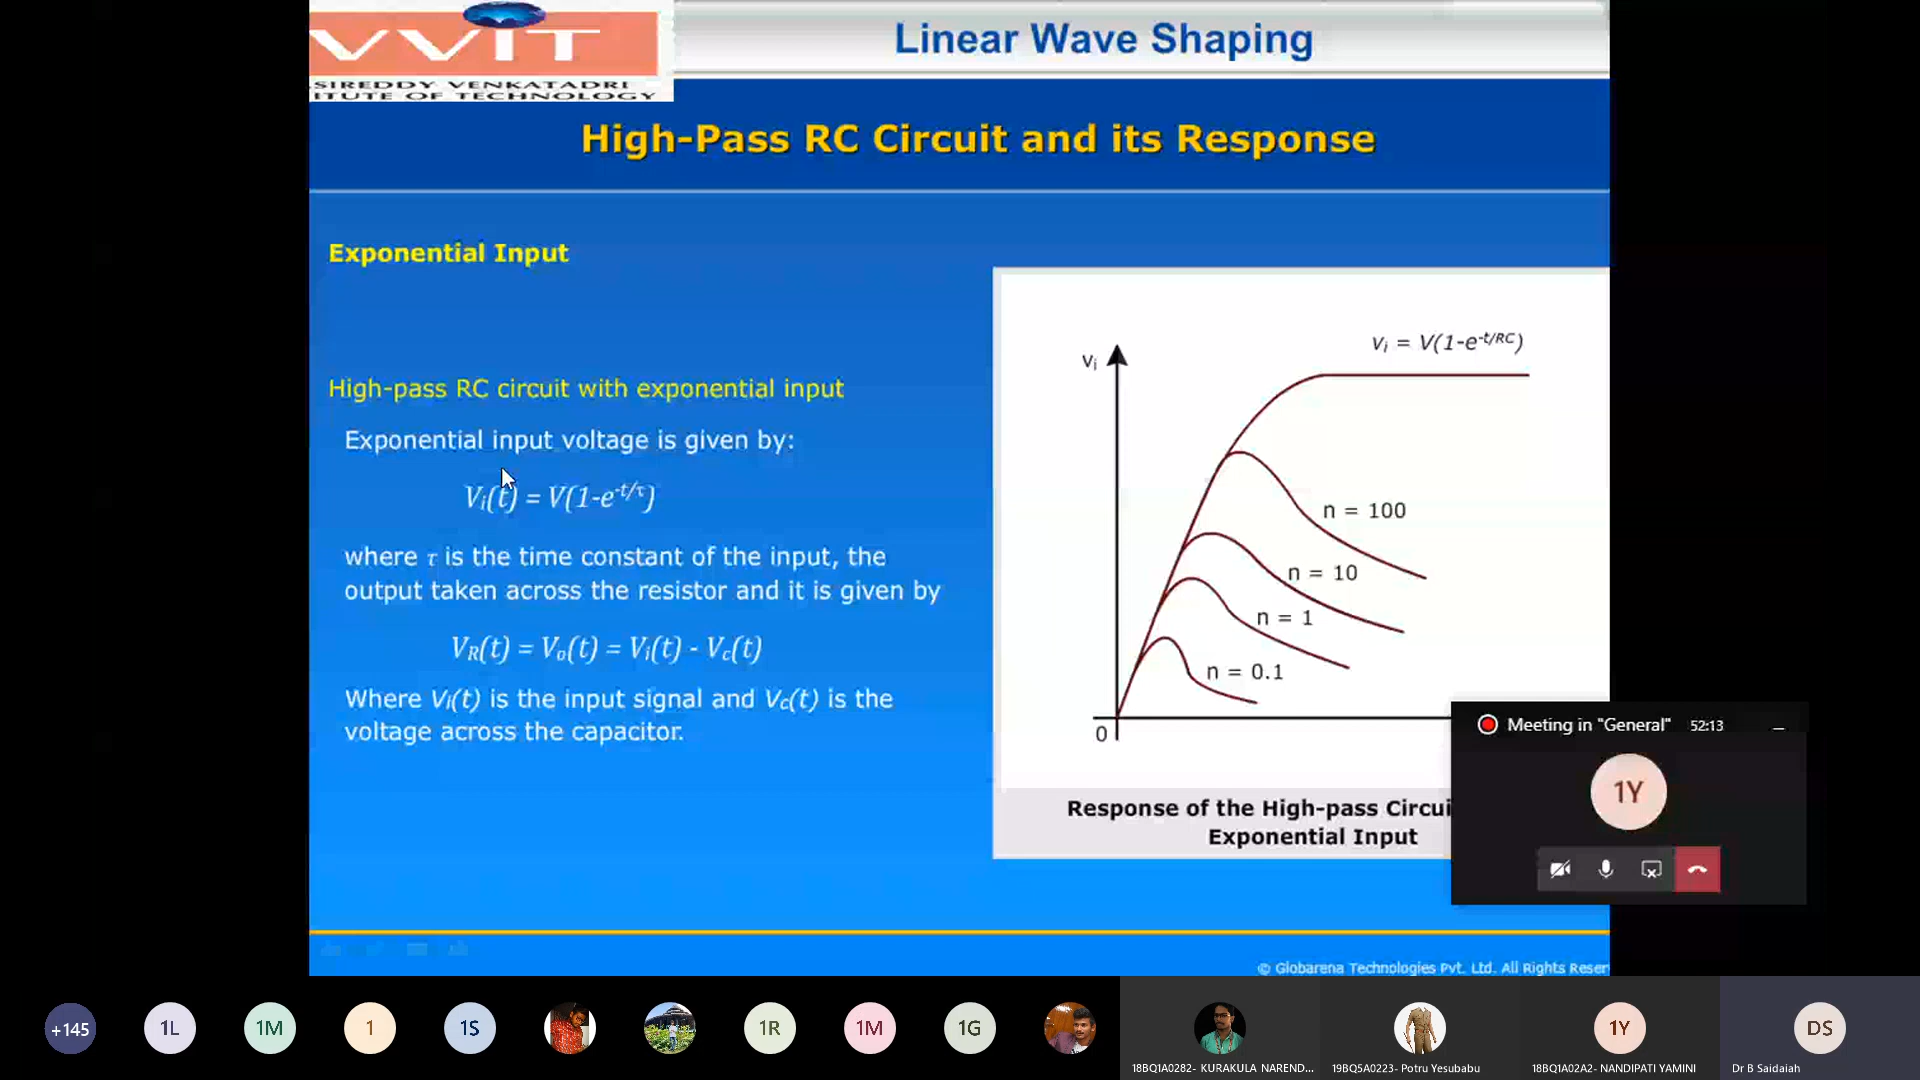 VVIT
SIREDDY VENKATADRI
ITUTE OF TECHNOLOGY
Linear Wave Shaping
High-Pass RC Circuit and its Response
Exponential Input
High-pass RC circuit with exponential input
Exponential input voltage is given by:
Vi(t) = V(1-e-t/τ)
where τ is the time constant of the input, the
output taken across the resistor and it is given by
VR(t) = Vo(t) = Vi(t) - Vc(t)
Where Vi(t) is the input signal and Vc(t) is the
voltage across the capacitor.
vi = V(1-e-t/RC)
vi
n = 100
n = 10
n = 1
n = 0.1
0
Response of the High-pass Circui
Exponential Input
Meeting in "General" 52:13
1Y
© Globarena Technologies Pvt. Ltd. All Rights Reser
+145 1L 1M 1 1S 1R 1M 1G 1Y DS
18BQ1A0282- KURAKULA NAREND... 19BQ5A0223- Potru Yesubabu 18BQ1A02A2- NANDIPATI YAMINI Dr B Saidaiah